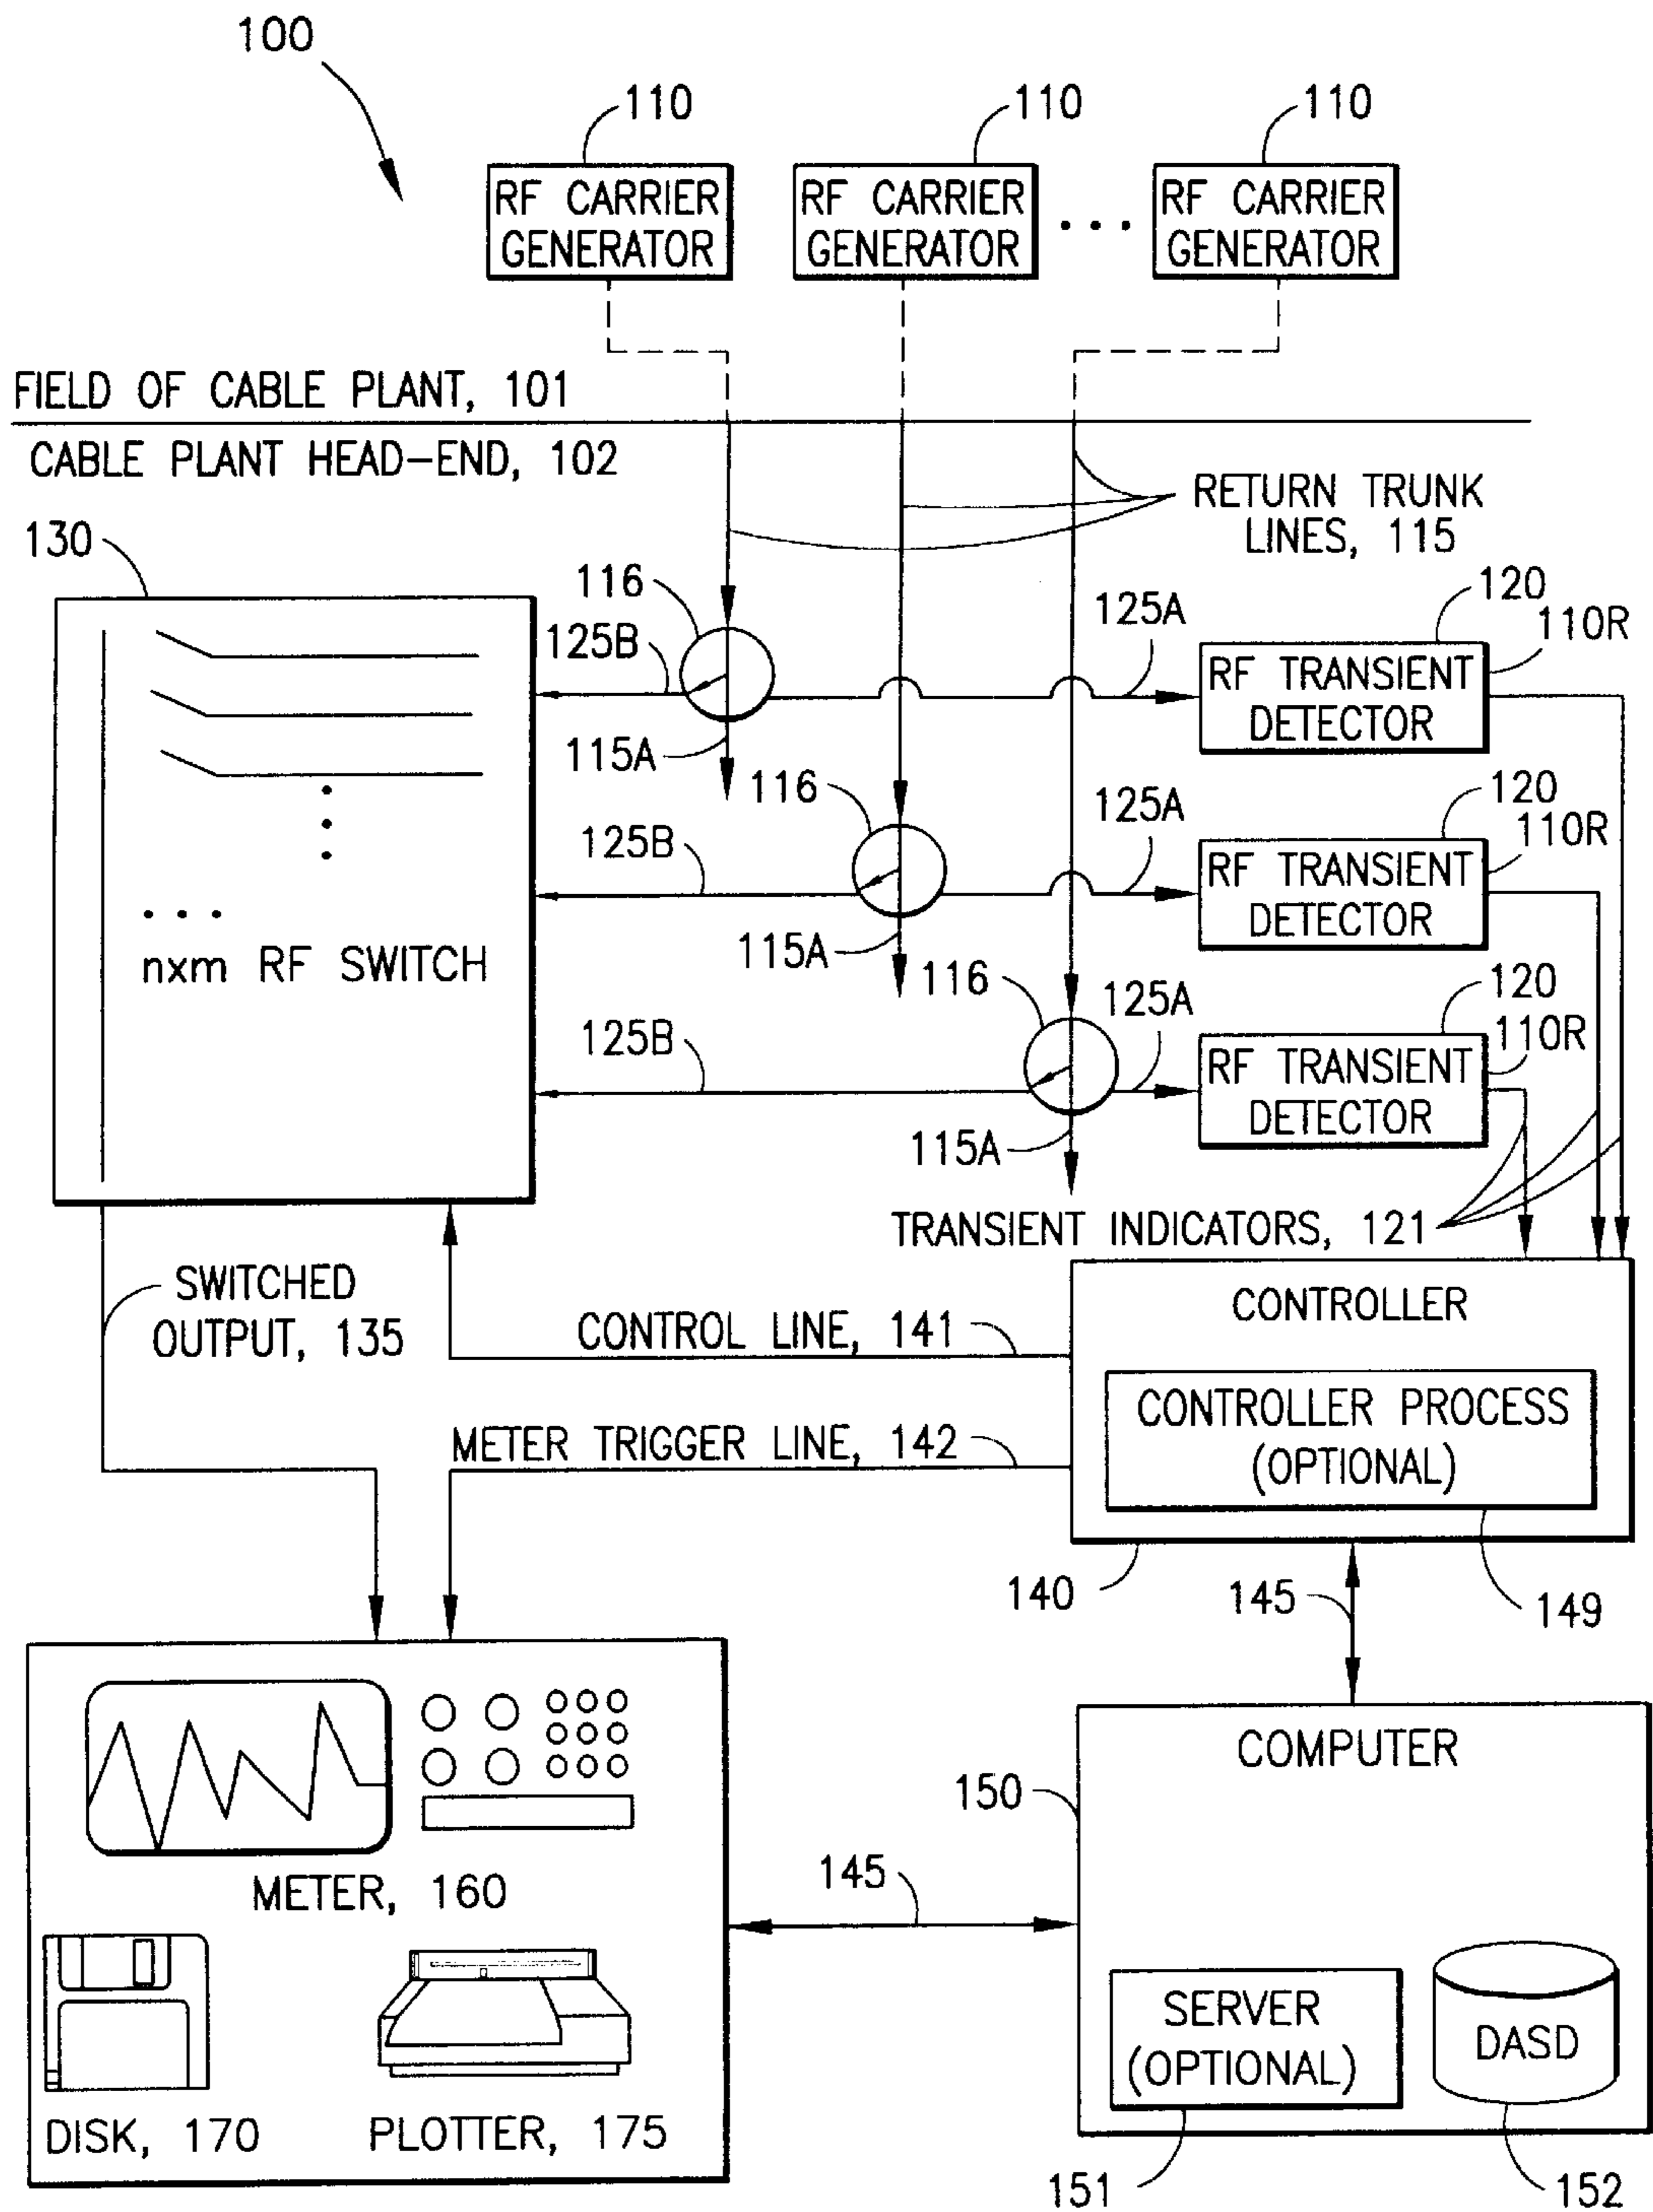 100
110
110
110
RF CARRIER
GENERATOR
RF CARRIER
GENERATOR
• • •
RF CARRIER
GENERATOR
FIELD OF CABLE PLANT, 101
CABLE PLANT HEAD-END, 102
RETURN TRUNK
LINES, 115
130
116
125B
125A
120
110R
RF TRANSIENT
DETECTOR
115A
116
125B
125A
120
110R
RF TRANSIENT
DETECTOR
115A
nxm RF SWITCH
116
125B
125A
120
110R
RF TRANSIENT
DETECTOR
115A
TRANSIENT INDICATORS, 121
SWITCHED
OUTPUT, 135
CONTROL LINE, 141
METER TRIGGER LINE, 142
CONTROLLER
CONTROLLER PROCESS
(OPTIONAL)
140
145
149
METER, 160
DISK, 170
PLOTTER, 175
145
150
COMPUTER
SERVER
(OPTIONAL)
DASD
151
152